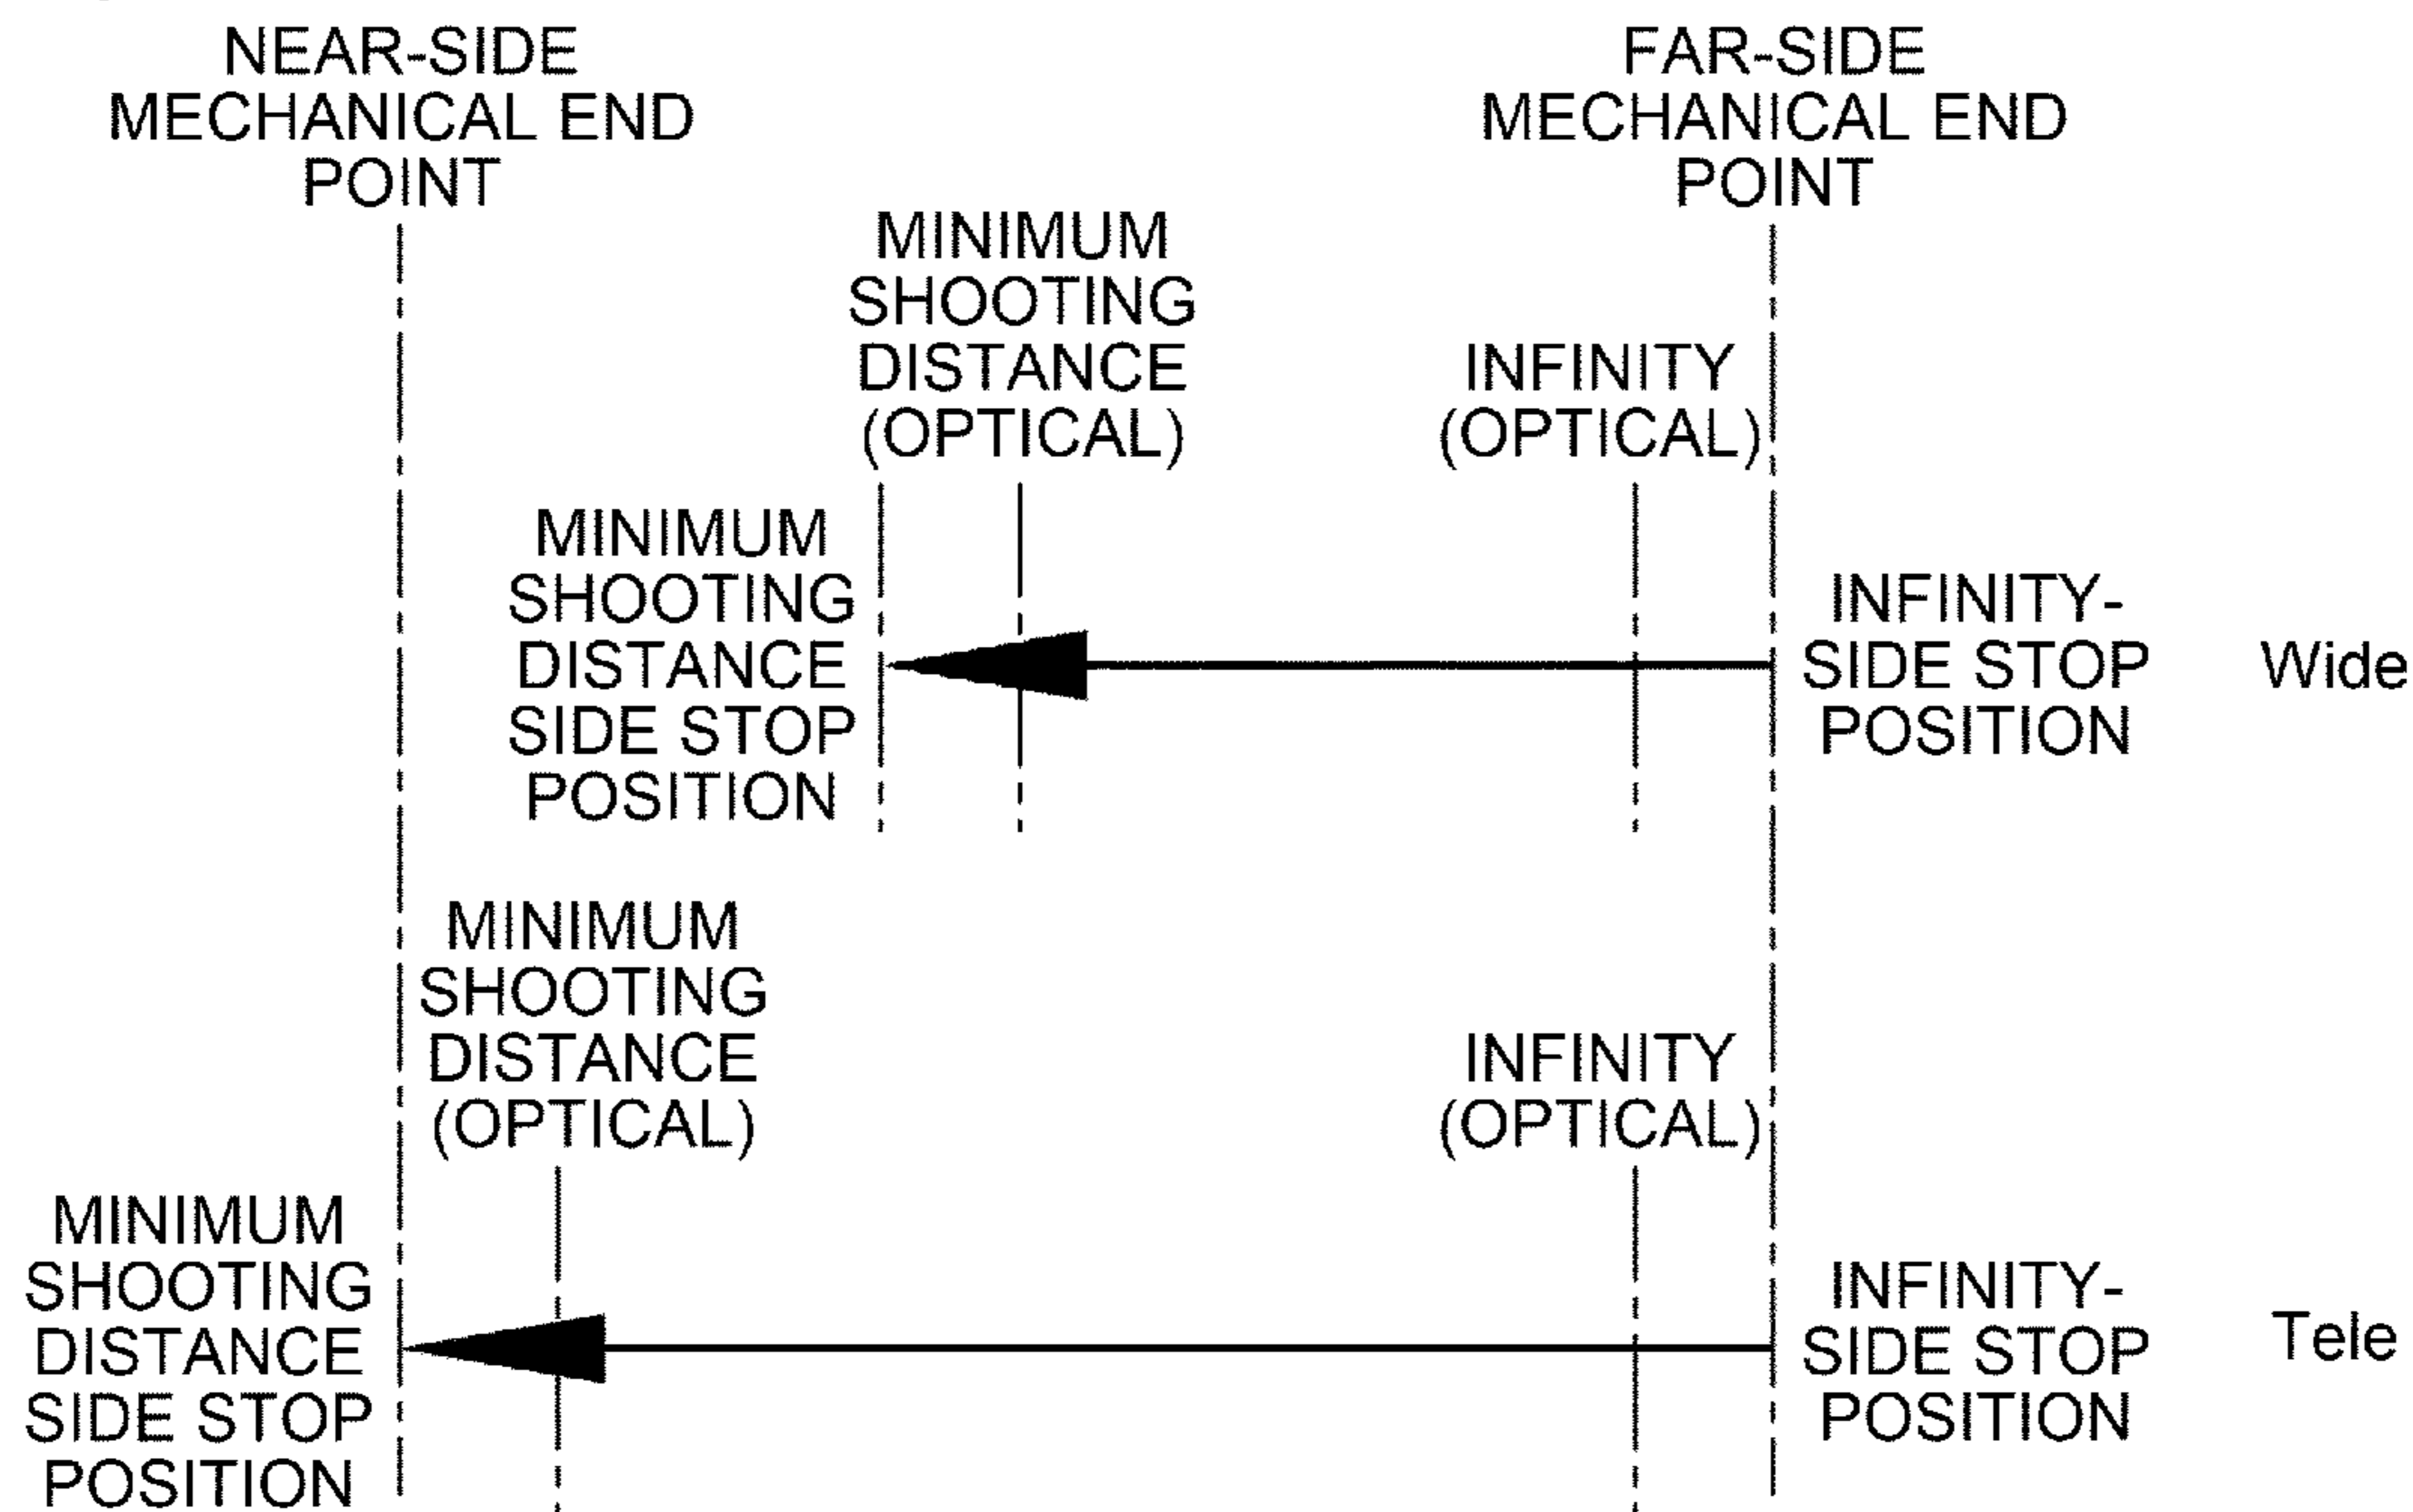 NEAR-SIDE
MECHANICAL END
POINT
FAR-SIDE
MECHANICAL END
POINT
MINIMUM
SHOOTING
DISTANCE
(OPTICAL)
INFINITY
(OPTICAL)
MINIMUM
SHOOTING
DISTANCE
SIDE STOP
POSITION
INFINITY-
SIDE STOP
POSITION
Wide
MINIMUM
SHOOTING
DISTANCE
(OPTICAL)
INFINITY
(OPTICAL)
MINIMUM
SHOOTING
DISTANCE
SIDE STOP
POSITION
INFINITY-
SIDE STOP
POSITION
Tele